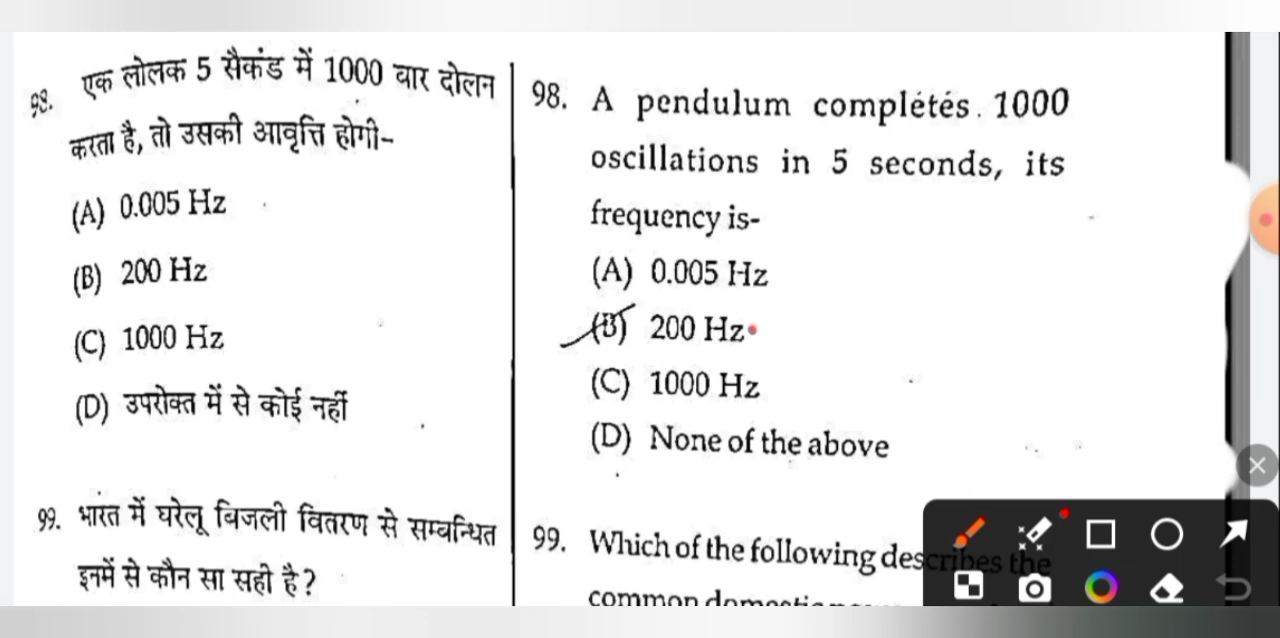 98. एक लोलक 5 सैकंड में 1000 बार दोलन
करता है, तो उसकी आवृत्ति होगी-
(A) 0.005 Hz
(B) 200 Hz
(C) 1000 Hz
(D) उपरोक्त में से कोई नहीं
99. भारत में घरेलू बिजली वितरण से सम्बन्धित
इनमें से कौन सा सही है?
98. A pendulum completes 1000
oscillations in 5 seconds, its
frequency is-
(A) 0.005 Hz
(B) 200 Hz
(C) 1000 Hz
(D) None of the above
99. Which of the following describes the
common domestic